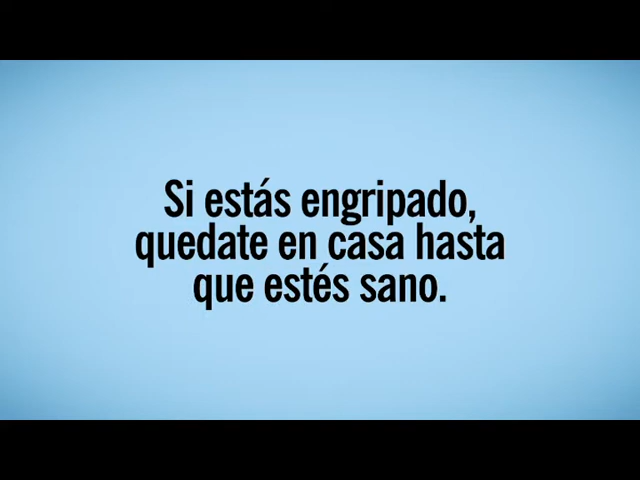 Si estás engripado,
quedate en casa hasta
que estés sano.